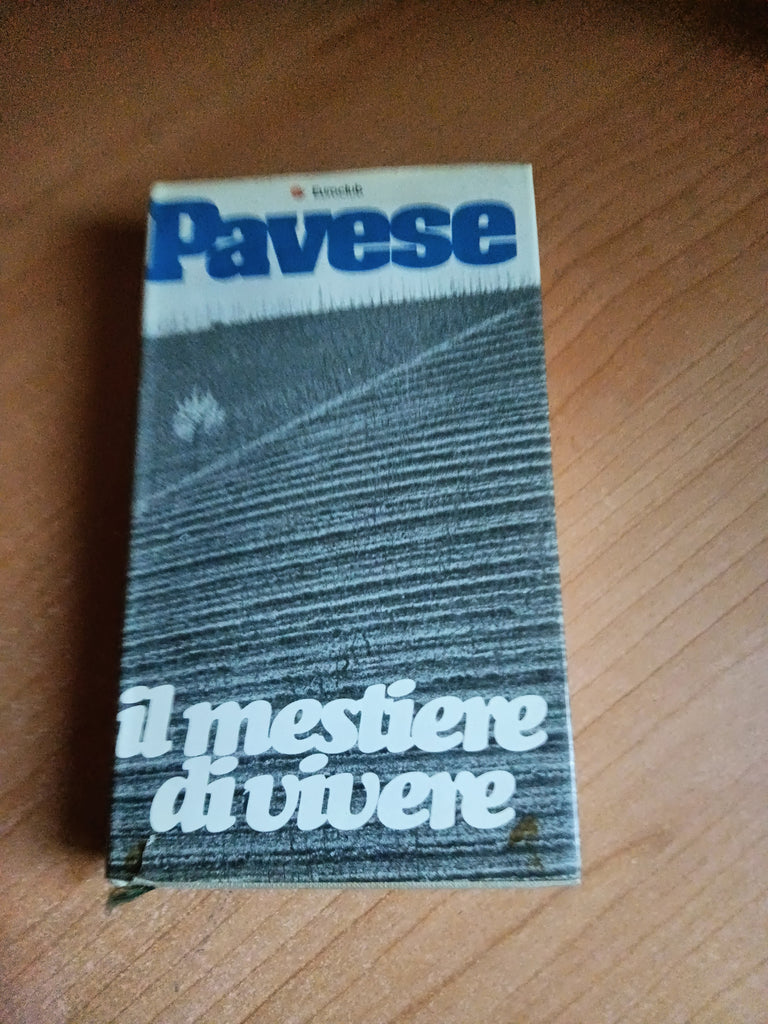 Euroclub
Pavese
il mestiere
di vivere